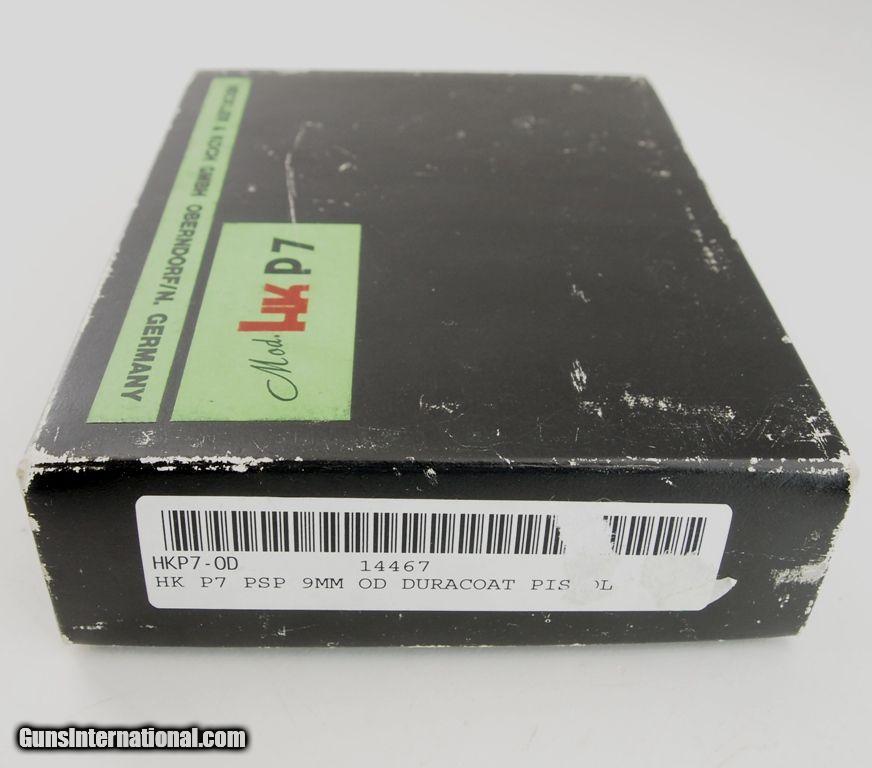 HECKLER & KOCH GMBH OBERNDORF/N. GERMANY
Mod. HK P7
HKP7-OD 14467
HK P7 PSP 9MM OD DURACOAT PIS OL
GunsInternational.com